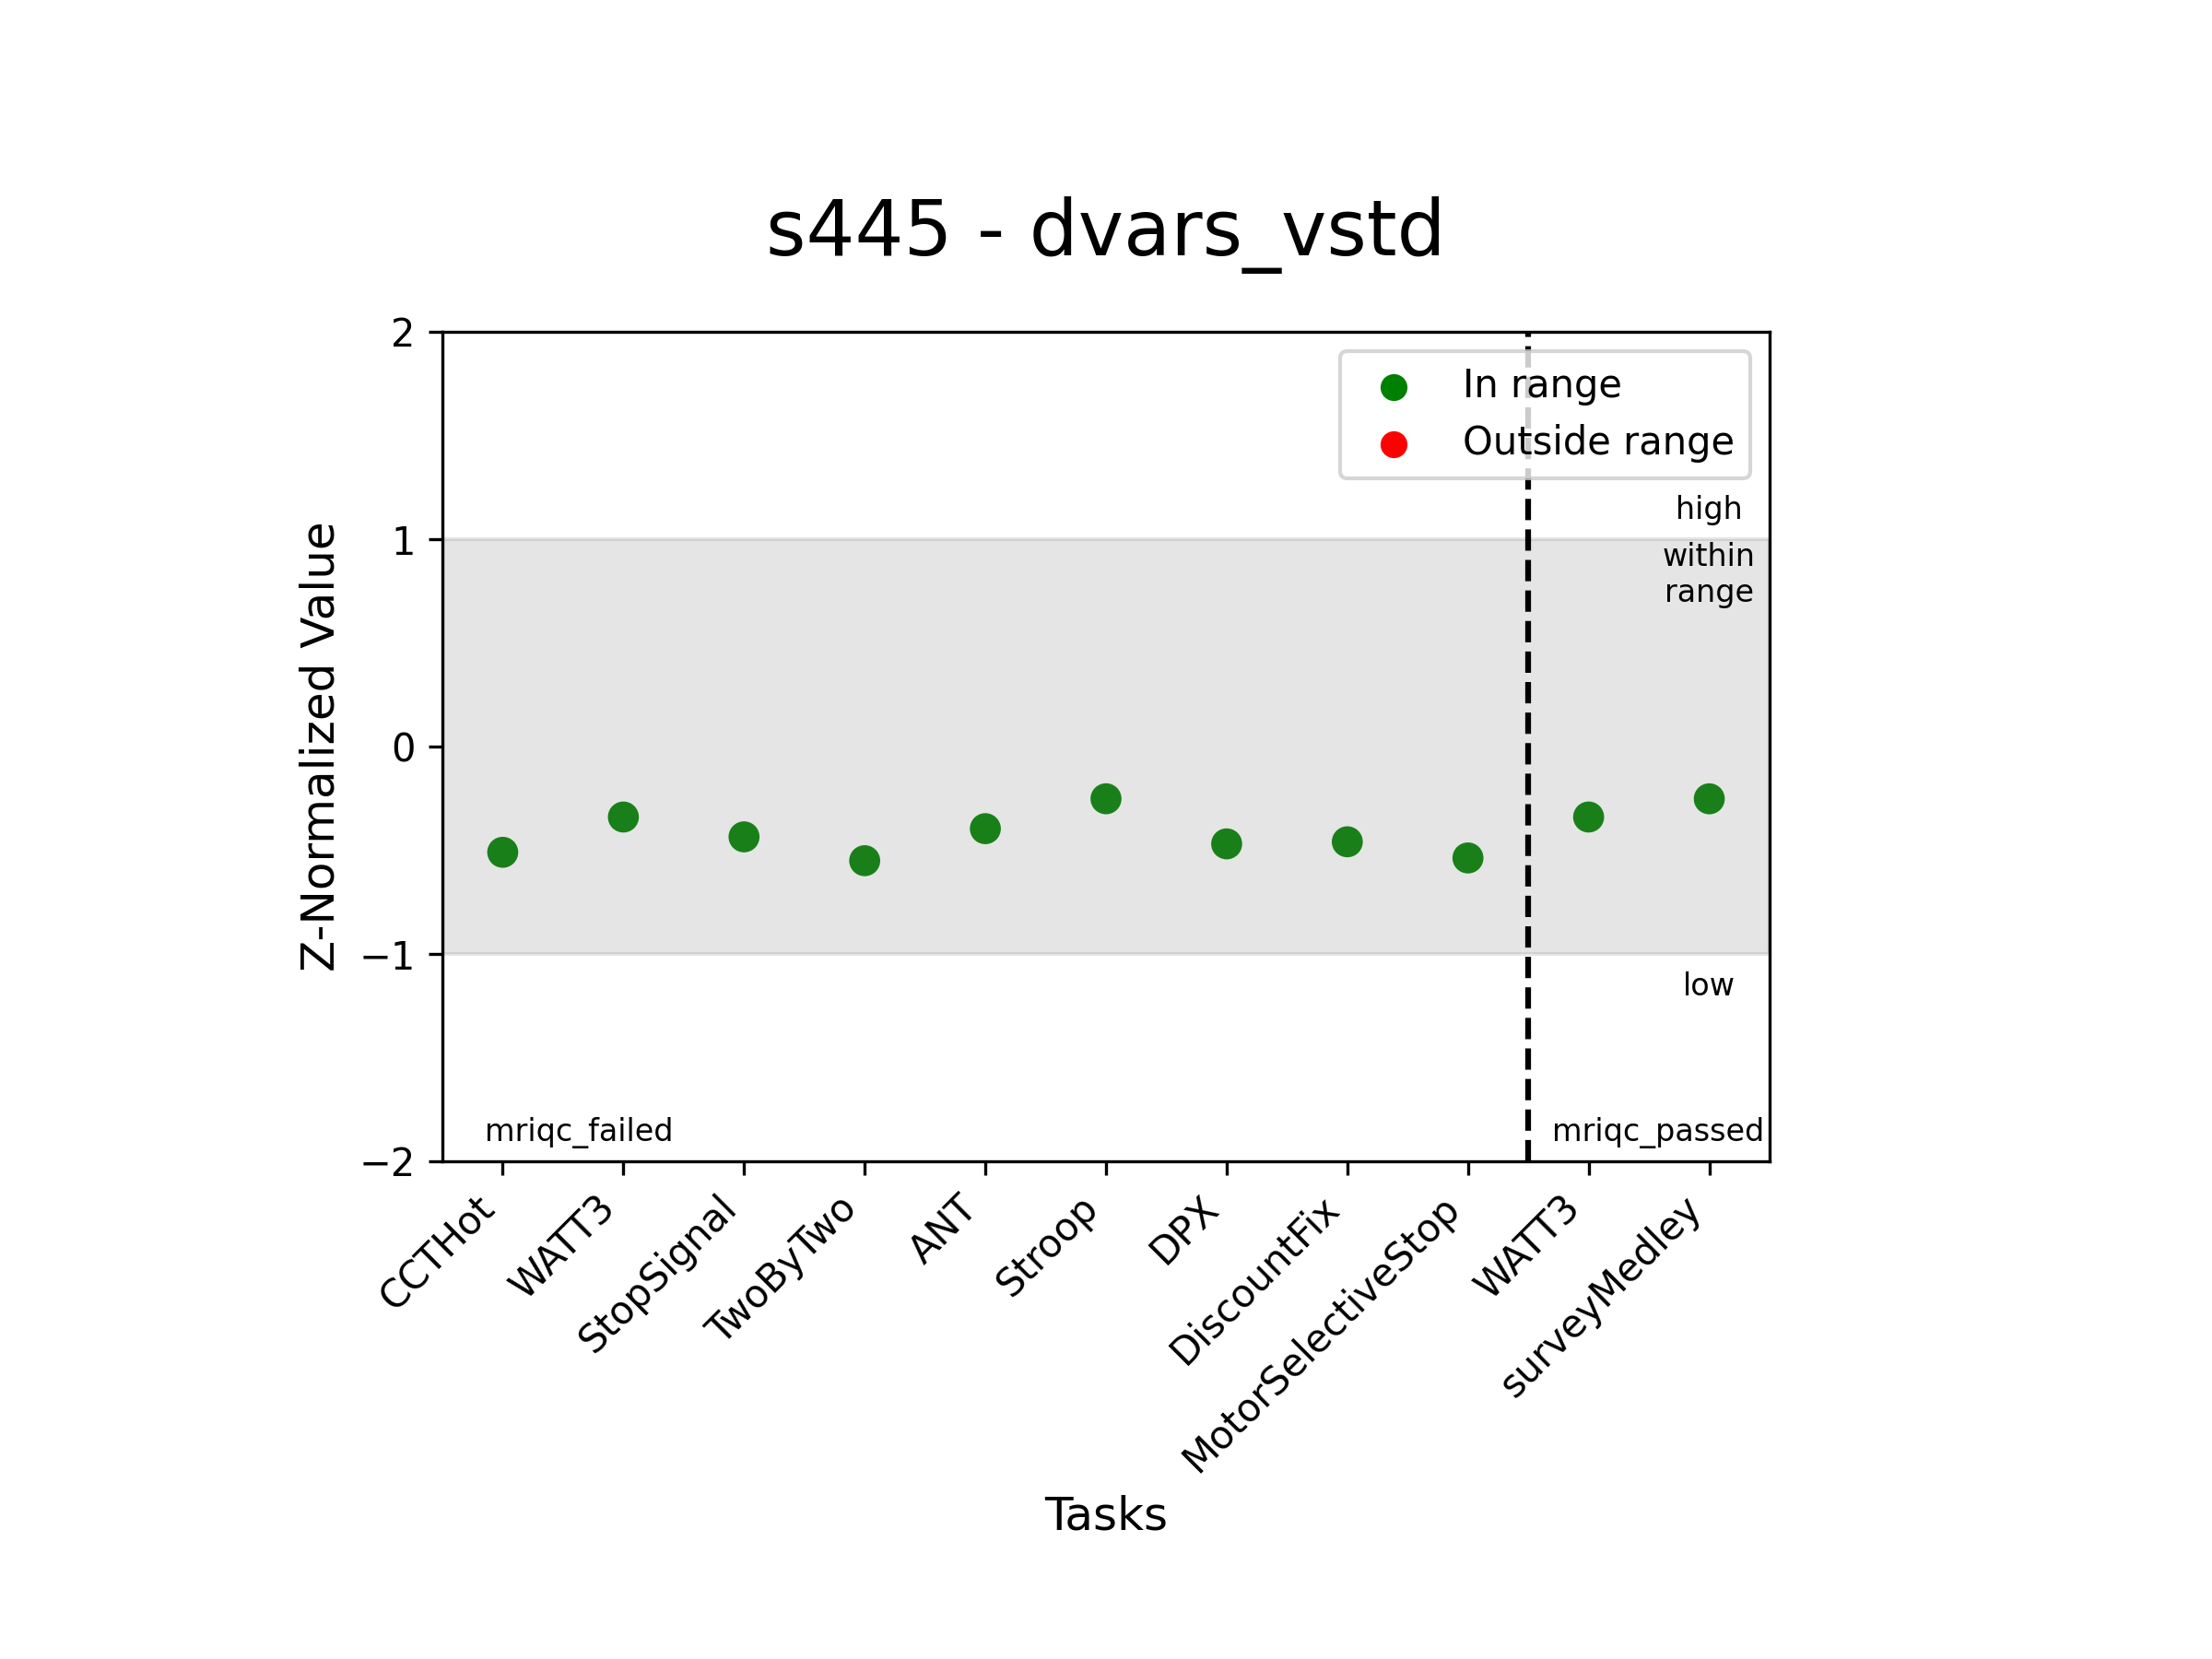 s445 - dvars_vstd
2
In range
Outside range
high
1
within
range
Z-Normalized Value
0
−1
low
mriqc_failed
mriqc_passed
−2
CCTHot
WATT3
StopSignal
TwoByTwo
ANT
Stroop
DPX
DiscountFix
MotorSelectiveStop
WATT3
surveyMedley
Tasks